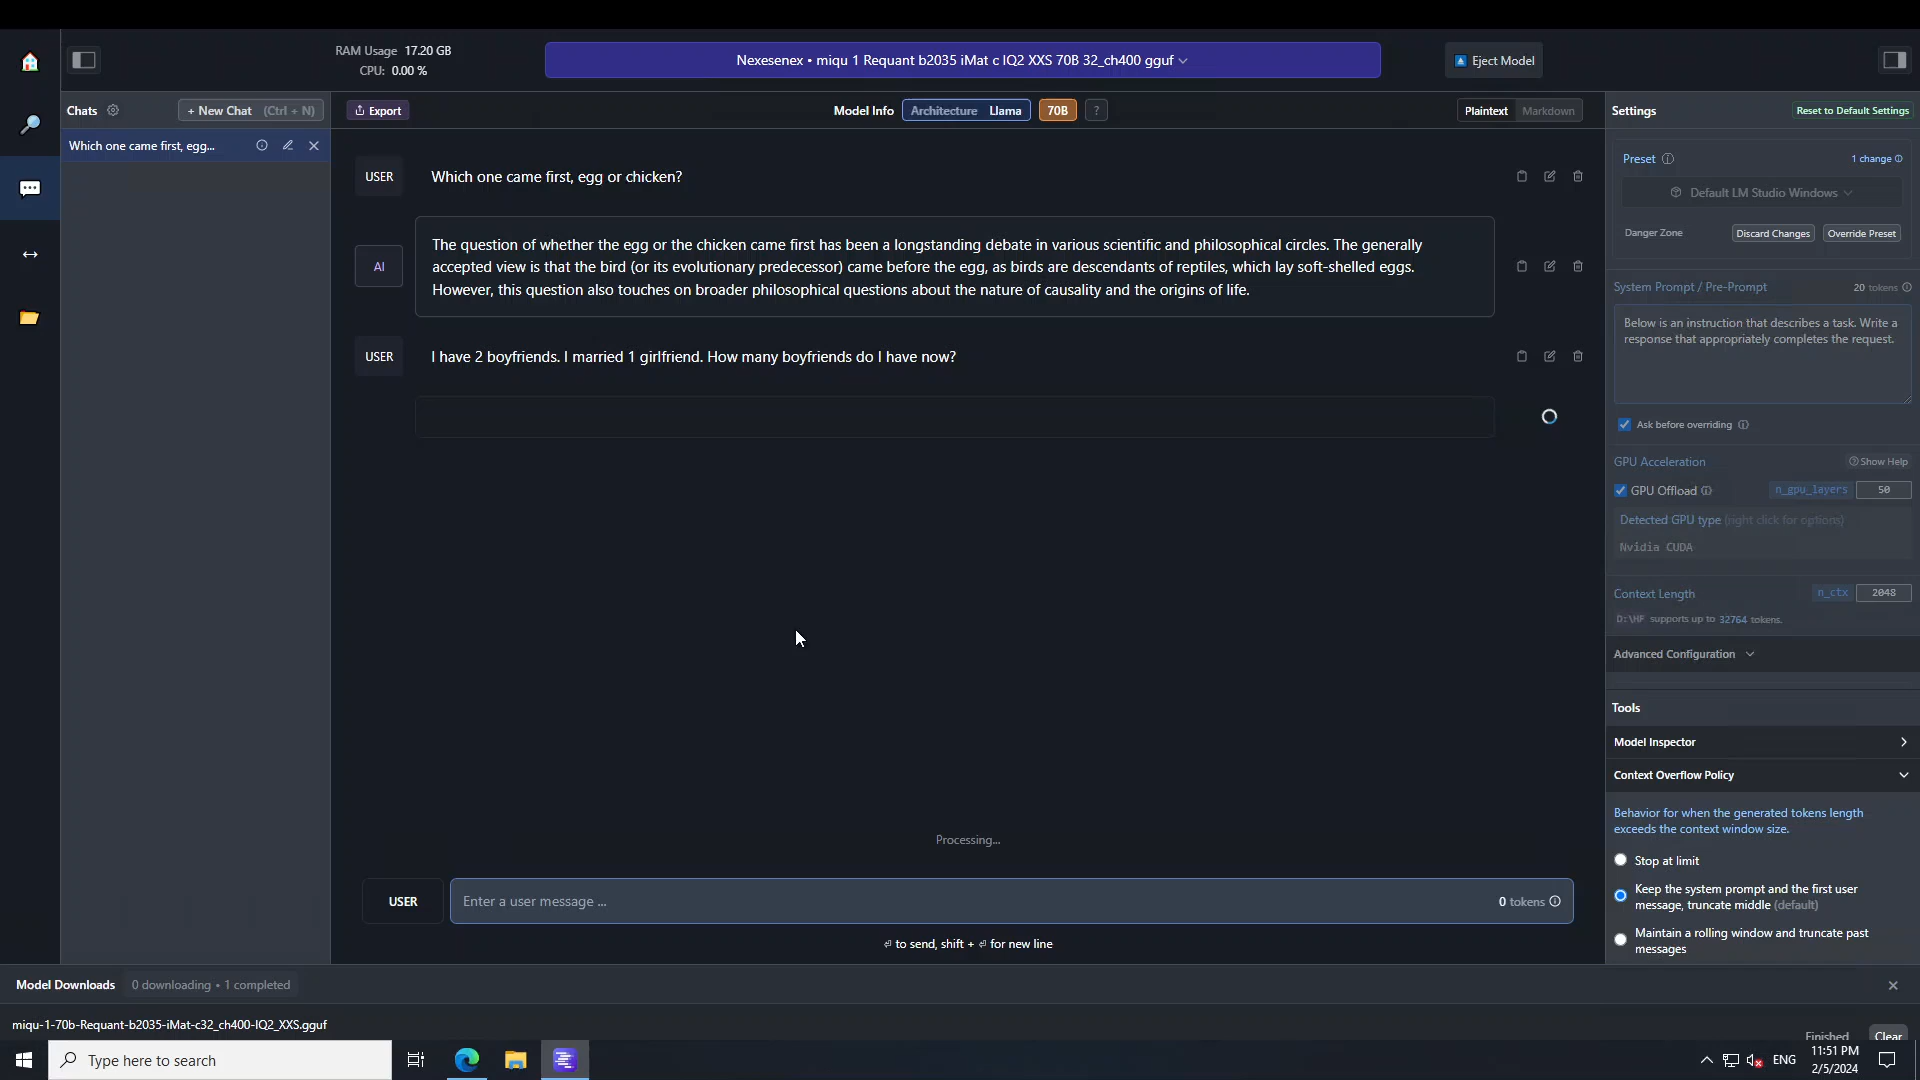 RAM Usage 17.20 GB
CPU: 0.00 %
Nexesenex • miqu 1 Requant b2035 iMat c IQ2 XXS 70B 32_ch400 gguf
Eject Model
Chats
+ New Chat (Ctrl + N)
Export
Model Info Architecture Llama 70B ?
Plaintext Markdown
Settings
Reset to Default Settings
Which one came first, egg...
USER
Which one came first, egg or chicken?
AI
The question of whether the egg or the chicken came first has been a longstanding debate in various scientific and philosophical circles. The generally
accepted view is that the bird (or its evolutionary predecessor) came before the egg, as birds are descendants of reptiles, which lay soft-shelled eggs.
However, this question also touches on broader philosophical questions about the nature of causality and the origins of life.
USER
I have 2 boyfriends. I married 1 girlfriend. How many boyfriends do I have now?
Processing...
USER
Enter a user message ...
0 tokens
⏎ to send, shift + ⏎ for new line
Preset
1 change
Default LM Studio Windows
Danger Zone
Discard Changes
Override Preset
System Prompt / Pre-Prompt
20 tokens
Below is an instruction that describes a task. Write a
response that appropriately completes the request.
Ask before overriding
GPU Acceleration
Show Help
GPU Offload
n_gpu_layers 50
Detected GPU type (right click for options)
Nvidia CUDA
Context Length
n_ctx 2048
D:\HF supports up to 32764 tokens.
Advanced Configuration
Tools
Model Inspector
Context Overflow Policy
Behavior for when the generated tokens length
exceeds the context window size.
Stop at limit
Keep the system prompt and the first user
message, truncate middle (default)
Maintain a rolling window and truncate past
messages
Model Downloads 0 downloading • 1 completed
miqu-1-70b-Requant-b2035-iMat-c32_ch400-IQ2_XXS.gguf
Finished
Clear
Type here to search
ENG
11:51 PM
2/5/2024